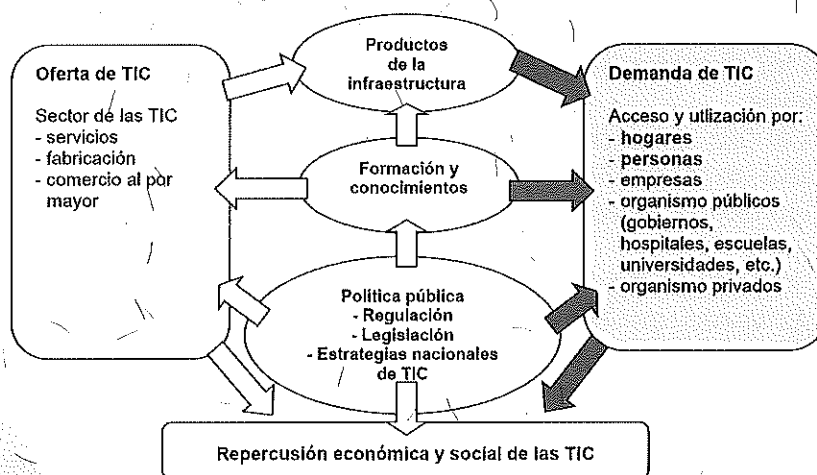 Oferta de TIC
Sector de las TIC
- servicios
- fabricación
- comercio al por
mayor
Productos
de la
infraestructura
Formación y
conocimientos
Política pública
- Regulación
- Legislación
- Estrategias nacionales
de TIC
Demanda de TIC
Acceso y utlización por:
- hogares
- personas
- empresas
- organismo públicos
(gobiernos,
hospitales, escuelas,
universidades, etc.)
- organismo privados
Repercusión económica y social de las TIC